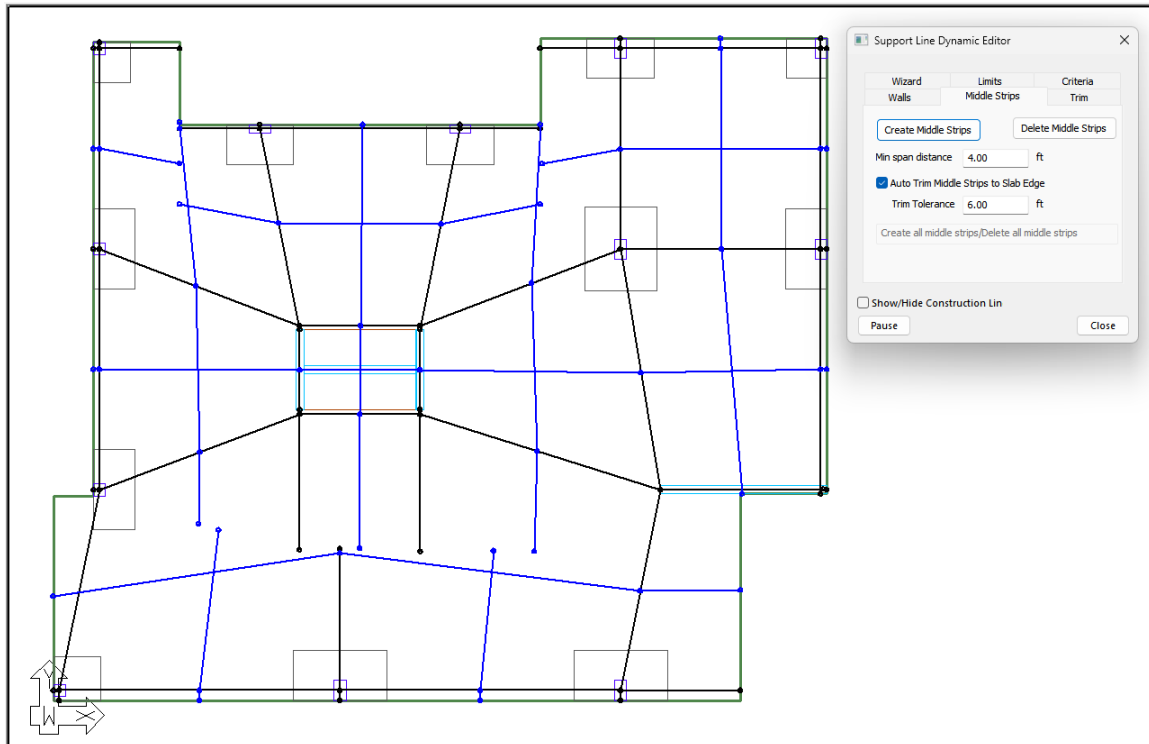 Support Line Dynamic Editor
Wizard Limits Criteria
Walls Middle Strips Trim
Create Middle Strips Delete Middle Strips
Min span distance 4.00 ft
Auto Trim Middle Strips to Slab Edge
Trim Tolerance 6.00 ft
Create all middle strips/Delete all middle strips
Show/Hide Construction Lin
Pause Close
Y
W X